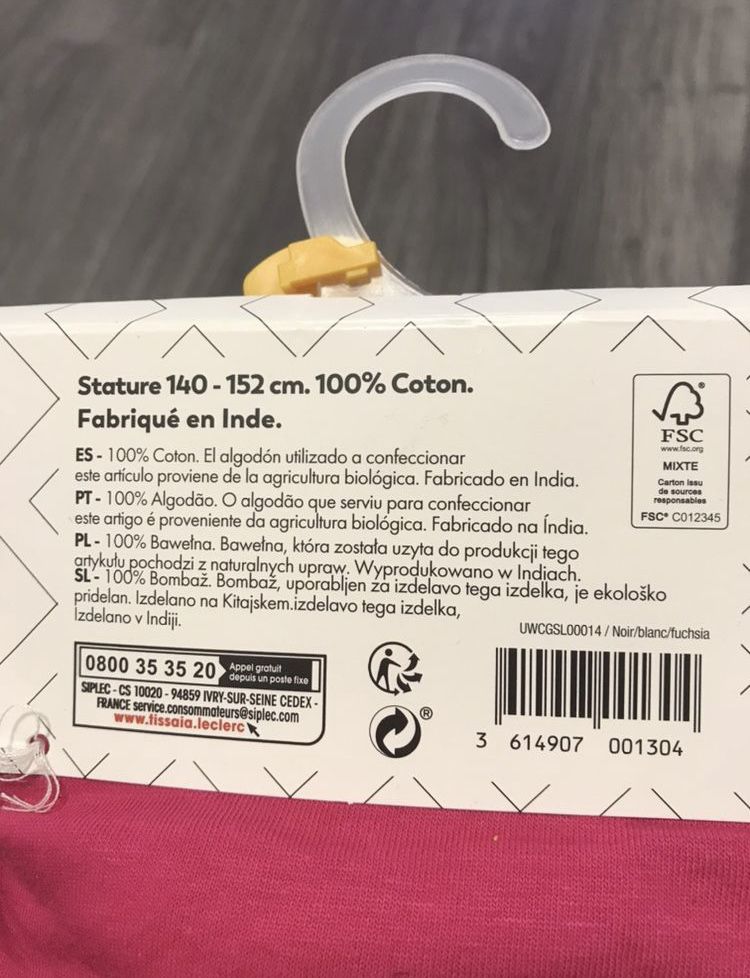 Stature 140 - 152 cm. 100% Coton.
Fabriqué en Inde.
ES - 100% Coton. El algodón utilizado a confeccionar
este artículo proviene de la agricultura biológica. Fabricado en India.
PT - 100% Algodão. O algodão que serviu para confeccionar
este artigo é proveniente da agricultura biológica. Fabricado na Índia.
PL - 100% Bawełna. Bawełna, która została uzyta do produkcji tego
artykułu pochodzi z naturalnych upraw. Wyprodukowano w Indiach.
SL - 100% Bombaž. Bombaž, uporabljen za izdelavo tega izdelka, je ekološko
pridelan. Izdelano na Kitajskem.izdelavo tega izdelka,
Izdelano v Indiji.
FSC®
www.fsc.org
MIXTE
Carton issu
de sources
responsables
FSC® C012345
UWCGSL00014 / Noir/blanc/fuchsia
0800 35 35 20 Appel gratuit
depuis un poste fixe
SIPLEC - CS 10020 - 94859 IVRY-SUR-SEINE CEDEX -
FRANCE service.consommateurs@siplec.com
www.tissaia.leclerc
®
3 614907 001304